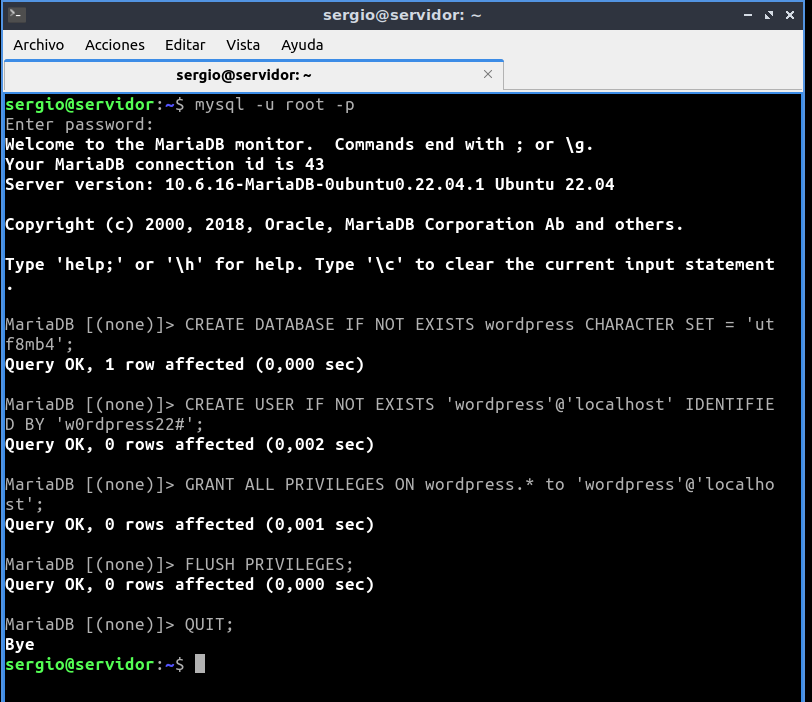 sergio@servidor: ~
Archivo Acciones Editar Vista Ayuda
sergio@servidor: ~
sergio@servidor:~$ mysql -u root -p
Enter password:
Welcome to the MariaDB monitor.  Commands end with ; or \g.
Your MariaDB connection id is 43
Server version: 10.6.16-MariaDB-0ubuntu0.22.04.1 Ubuntu 22.04
Copyright (c) 2000, 2018, Oracle, MariaDB Corporation Ab and others.
Type 'help;' or '\h' for help. Type '\c' to clear the current input statement
.
MariaDB [(none)]> CREATE DATABASE IF NOT EXISTS wordpress CHARACTER SET = 'ut
f8mb4';
Query OK, 1 row affected (0,000 sec)
MariaDB [(none)]> CREATE USER IF NOT EXISTS 'wordpress'@'localhost' IDENTIFIE
D BY 'w0rdpress22#';
Query OK, 0 rows affected (0,002 sec)
MariaDB [(none)]> GRANT ALL PRIVILEGES ON wordpress.* to 'wordpress'@'localho
st';
Query OK, 0 rows affected (0,001 sec)
MariaDB [(none)]> FLUSH PRIVILEGES;
Query OK, 0 rows affected (0,000 sec)
MariaDB [(none)]> QUIT;
Bye
sergio@servidor:~$